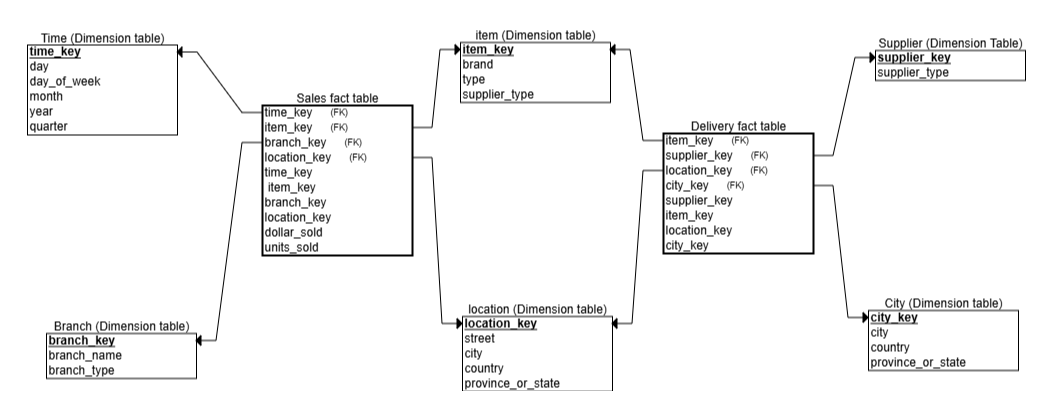 Time (Dimension table)
time_key
day
day_of_week
month
year
quarter
Sales fact table
time_key (FK)
item_key (FK)
branch_key (FK)
location_key (FK)
time_key
item_key
branch_key
location_key
dollar_sold
units_sold
Branch (Dimension table)
branch_key
branch_name
branch_type
item (Dimension table)
item_key
brand
type
supplier_type
location (Dimension table)
location_key
street
city
country
province_or_state
Delivery fact table
item_key (FK)
supplier_key (FK)
location_key (FK)
city_key (FK)
supplier_key
item_key
location_key
city_key
Supplier (Dimension Table)
supplier_key
supplier_type
City (Dimension table)
city_key
city
country
province_or_state